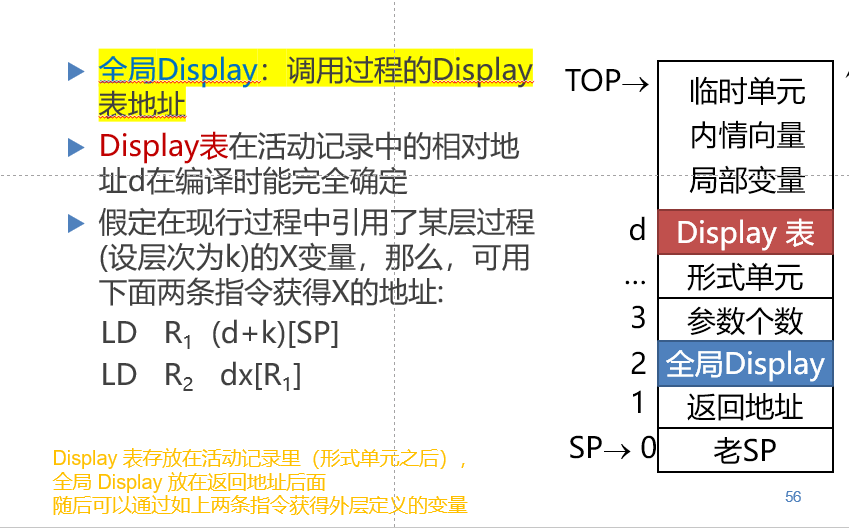 全局Display：调用过程的Display
表地址
Display表在活动记录中的相对地
址d在编译时能完全确定
假定在现行过程中引用了某层过程
(设层次为k)的X变量，那么，可用
下面两条指令获得X的地址:
LD R1 (d+k)[SP]
LD R2 dx[R1]
Display 表存放在活动记录里（形式单元之后），
全局 Display 放在返回地址后面
随后可以通过如上两条指令获得外层定义的变量
TOP→
临时单元
内情向量
局部变量
d Display 表
... 形式单元
3 参数个数
2 全局Display
1 返回地址
SP→ 0 老SP
56